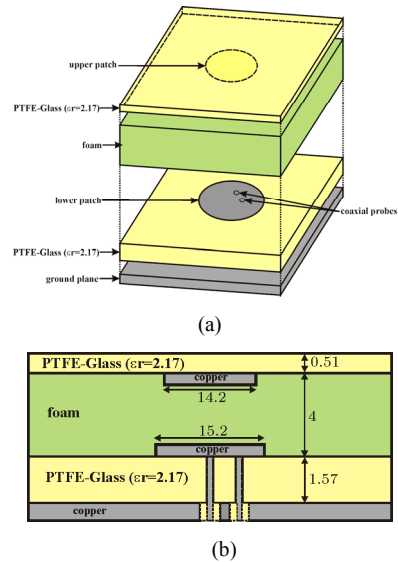 upper patch
PTFE-Glass (εr=2.17)
foam
lower patch
coaxial probes
PTFE-Glass (εr=2.17)
ground plane
(a)
PTFE-Glass (εr=2.17)
0.51
copper
14.2
foam
4
15.2
copper
PTFE-Glass (εr=2.17)
1.57
copper
(b)